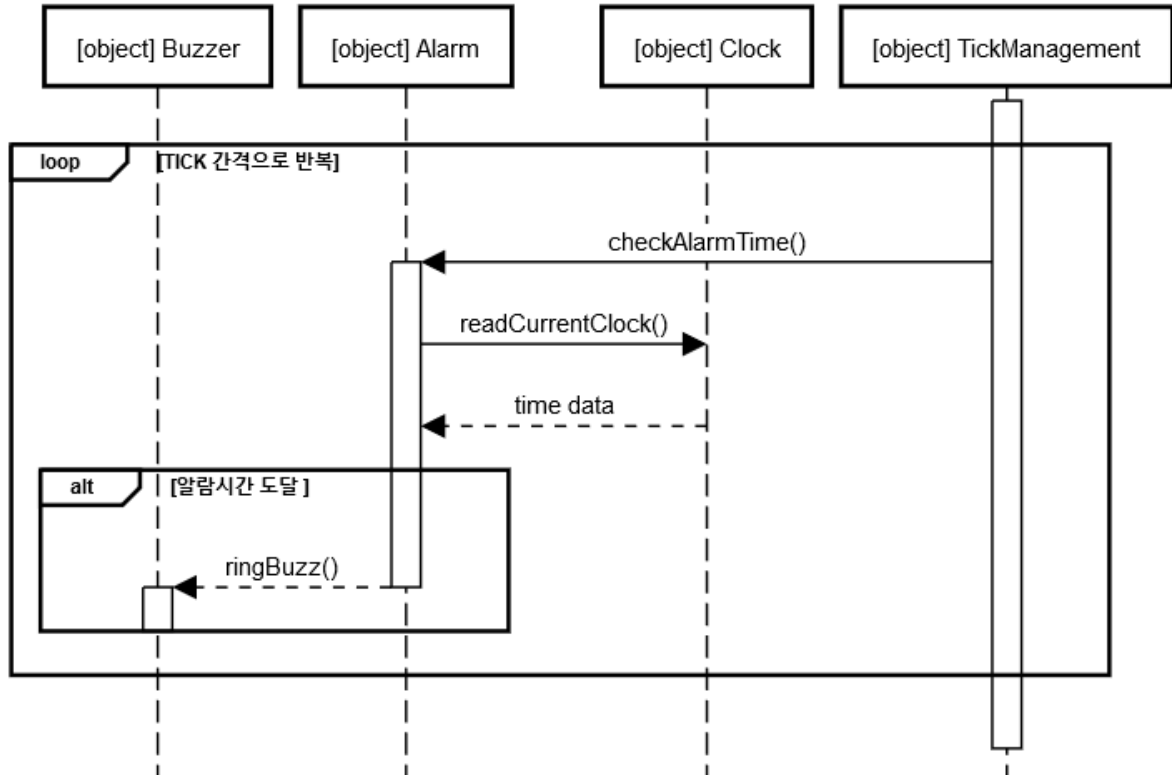 [object] Buzzer
[object] Alarm
[object] Clock
[object] TickManagement
loop
[TICK 간격으로 반복]
checkAlarmTime()
readCurrentClock()
time data
alt
[알람시간 도달 ]
ringBuzz()